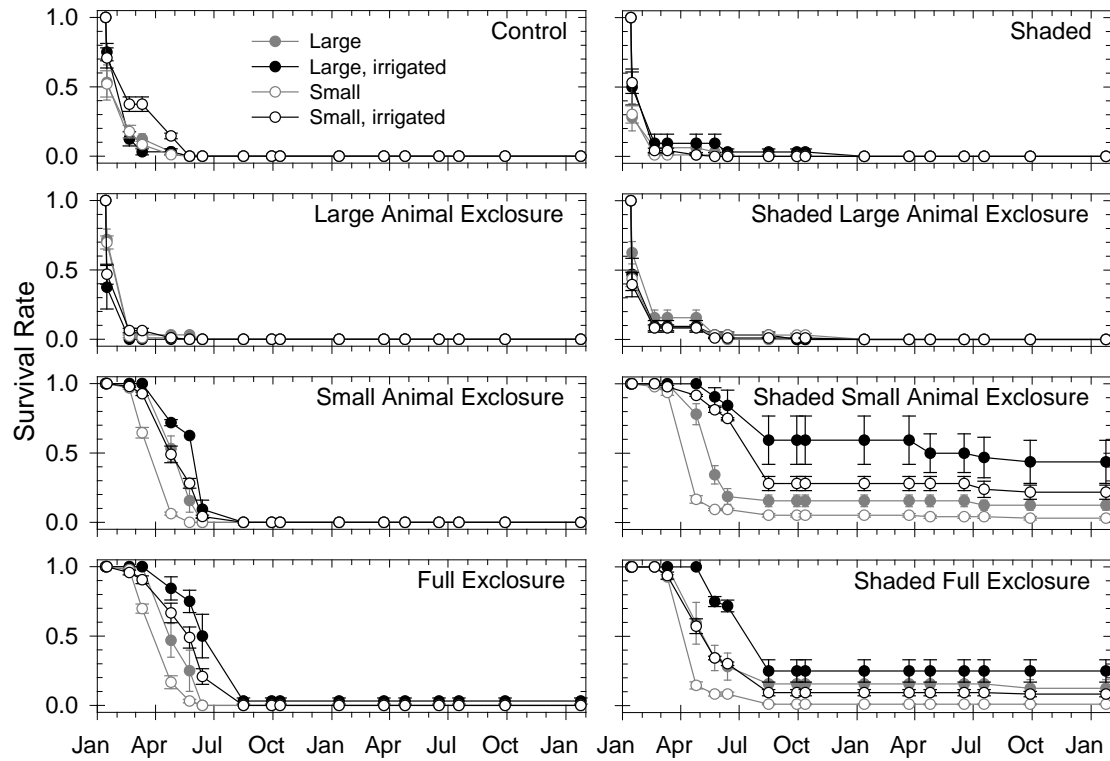 Control
Shaded
Large
Large, irrigated
Small
Small, irrigated
1.0
0.5
0.0
Large Animal Exclosure
Shaded Large Animal Exclosure
1.0
0.5
0.0
Survival Rate
Small Animal Exclosure
Shaded Small Animal Exclosure
1.0
0.5
0.0
Full Exclosure
Shaded Full Exclosure
1.0
0.5
0.0
Jan Apr Jul Oct Jan Apr Jul Oct Jan Jan Apr Jul Oct Jan Apr Jul Oct Jan